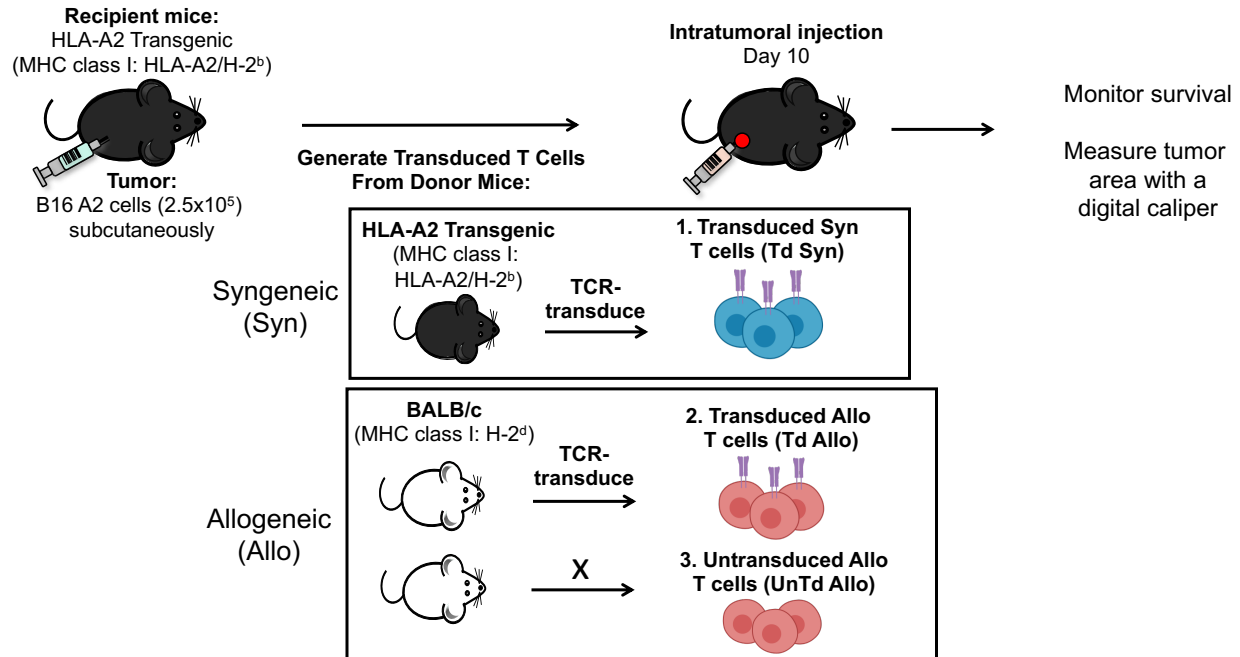 Recipient mice:
HLA-A2 Transgenic
(MHC class I: HLA-A2/H-2ᵇ)
Tumor:
B16 A2 cells (2.5x10⁵)
subcutaneously
Generate Transduced T Cells
From Donor Mice:
Intratumoral injection
Day 10
Monitor survival
Measure tumor
area with a
digital caliper
Syngeneic
(Syn)
HLA-A2 Transgenic
(MHC class I:
HLA-A2/H-2ᵇ)
TCR-
transduce
1. Transduced Syn
T cells (Td Syn)
Allogeneic
(Allo)
BALB/c
(MHC class I: H-2ᵈ)
TCR-
transduce
2. Transduced Allo
T cells (Td Allo)
X
3. Untransduced Allo
T cells (UnTd Allo)